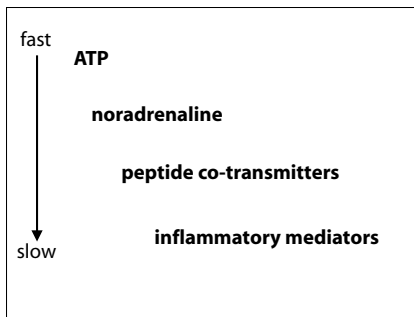 fast
ATP
noradrenaline
peptide co-transmitters
inflammatory mediators
slow